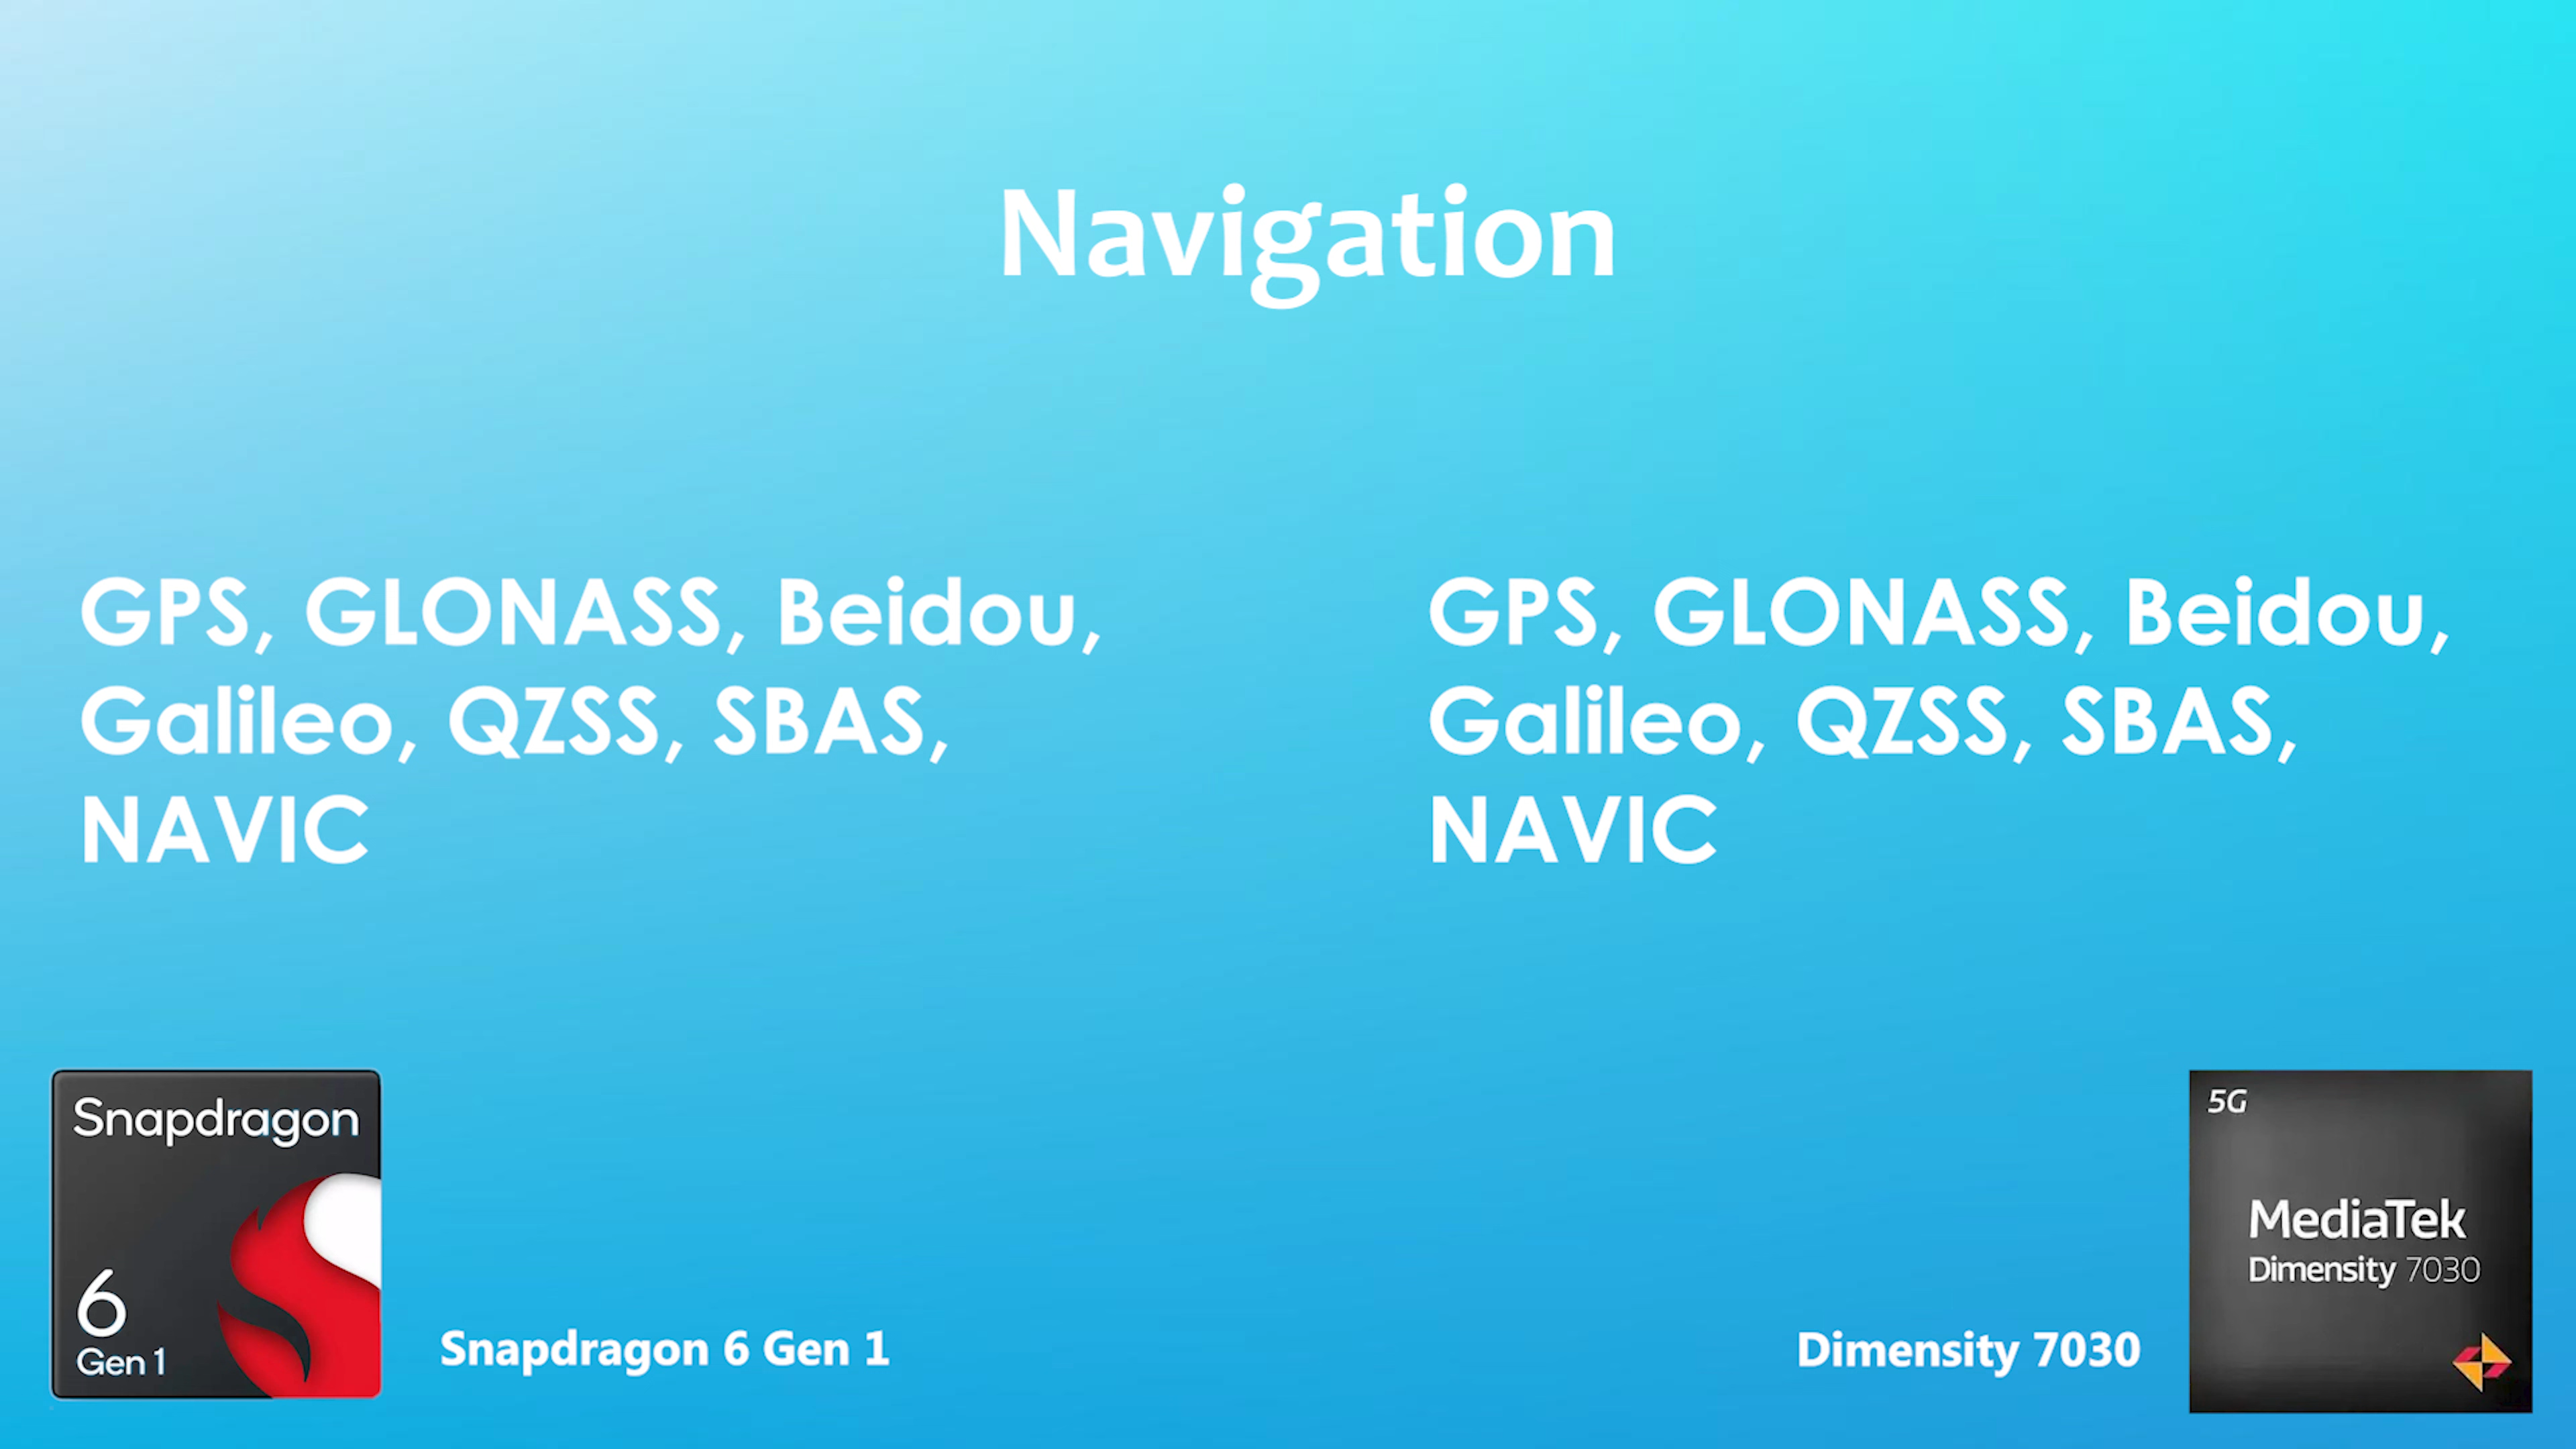 Navigation
GPS, GLONASS, Beidou,
Galileo, QZSS, SBAS,
NAVIC
GPS, GLONASS, Beidou,
Galileo, QZSS, SBAS,
NAVIC
Snapdragon
6
Gen 1
Snapdragon 6 Gen 1
Dimensity 7030
5G
MediaTek
Dimensity 7030